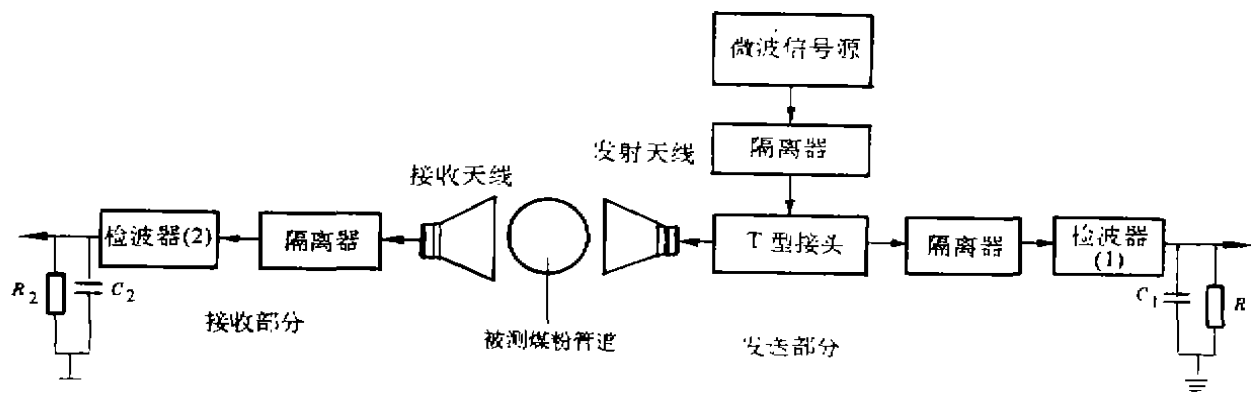 微波信号源
隔离器
发射天线
接收天线
检波器(2)
隔离器
T 型接头
隔离器
检波器
(1)
R2
C2
C1
R
接收部分
被测煤粉管道
发送部分